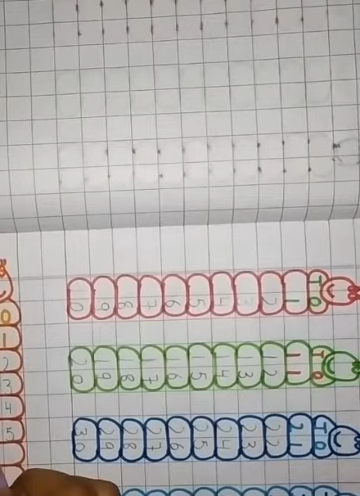 T O T O T O
1 11 21
2 12 22
3 13 23
4 14 24
5 15 25
6 16 26
7 17 27
8 18 28
9 19 29
10 20 30
0 1 2 3 4 5